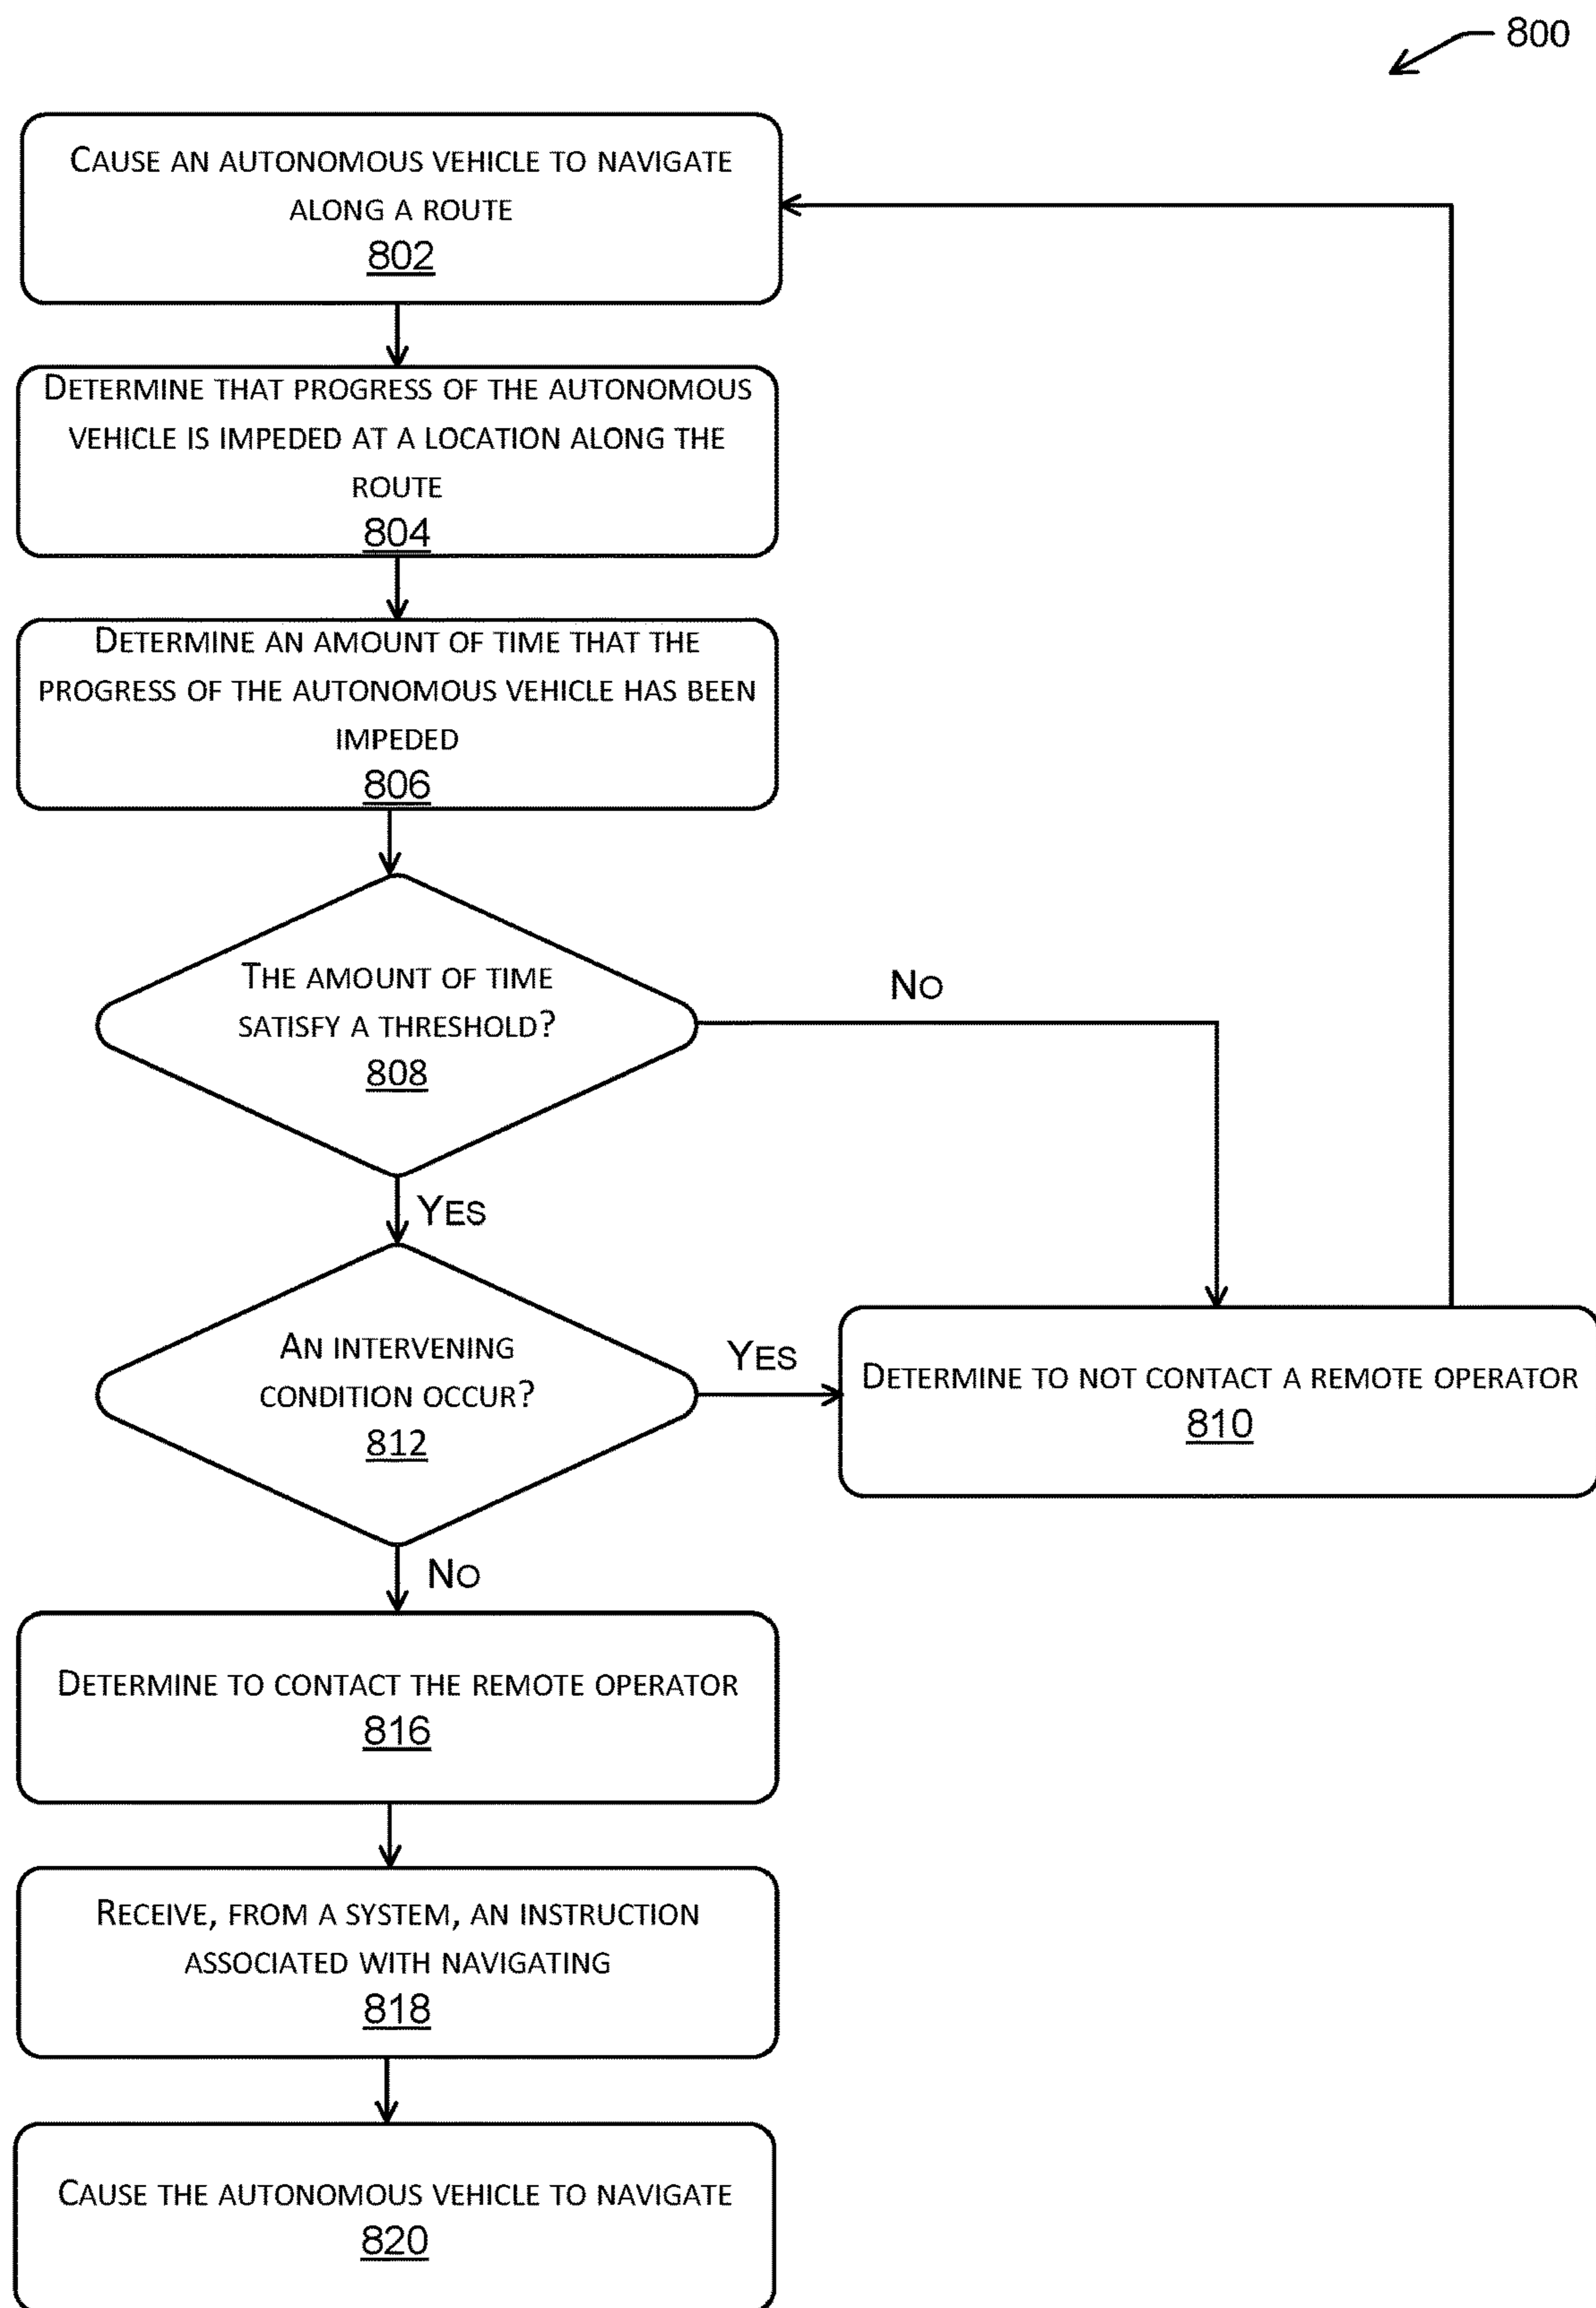 800
CAUSE AN AUTONOMOUS VEHICLE TO NAVIGATE
ALONG A ROUTE
802
DETERMINE THAT PROGRESS OF THE AUTONOMOUS
VEHICLE IS IMPEDED AT A LOCATION ALONG THE
ROUTE
804
DETERMINE AN AMOUNT OF TIME THAT THE
PROGRESS OF THE AUTONOMOUS VEHICLE HAS BEEN
IMPEDED
806
THE AMOUNT OF TIME
SATISFY A THRESHOLD?
808
NO
YES
AN INTERVENING
CONDITION OCCUR?
812
YES
DETERMINE TO NOT CONTACT A REMOTE OPERATOR
810
NO
DETERMINE TO CONTACT THE REMOTE OPERATOR
816
RECEIVE, FROM A SYSTEM, AN INSTRUCTION
ASSOCIATED WITH NAVIGATING
818
CAUSE THE AUTONOMOUS VEHICLE TO NAVIGATE
820